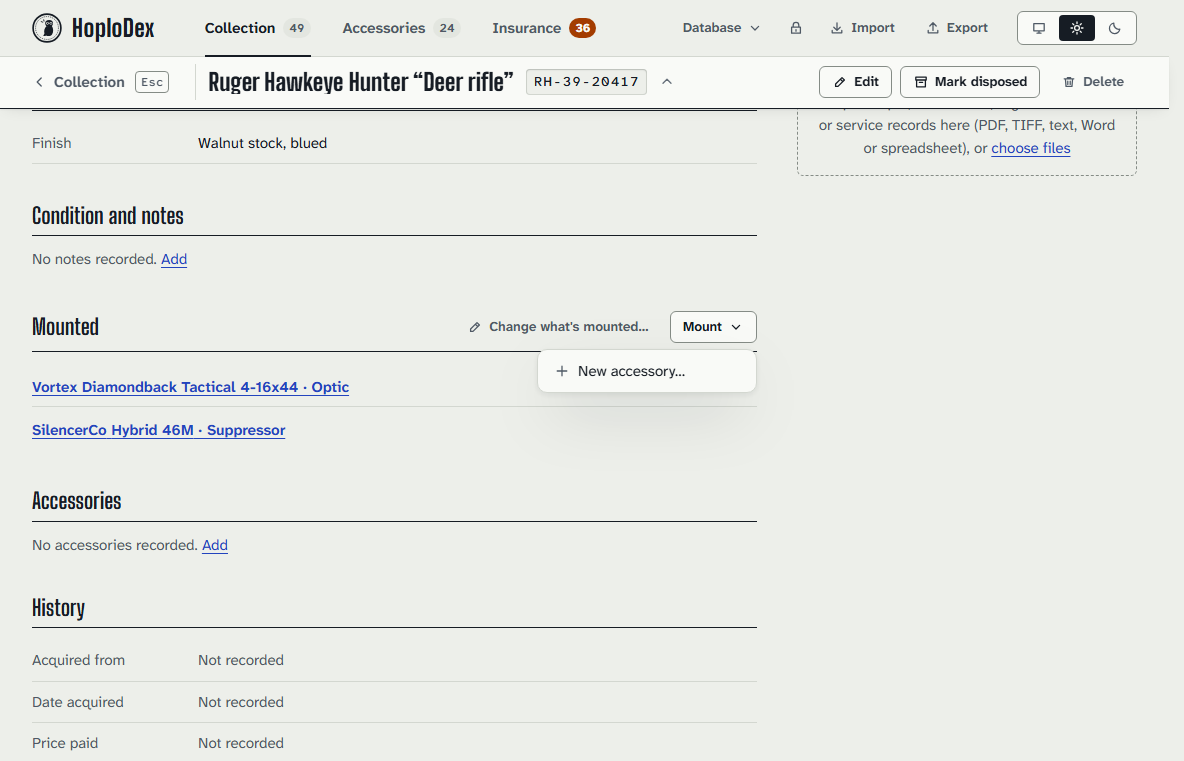 HoploDex
Collection 49
Accessories 24
Insurance 36
Database
Import
Export
Collection Esc
Ruger Hawkeye Hunter “Deer rifle” RH-39-20417
Edit
Mark disposed
Delete
or service records here (PDF, TIFF, text, Word
or spreadsheet), or choose files
Finish Walnut stock, blued
Condition and notes
No notes recorded. Add
Mounted
Change what's mounted...
Mount
New accessory...
Vortex Diamondback Tactical 4-16x44 · Optic
SilencerCo Hybrid 46M · Suppressor
Accessories
No accessories recorded. Add
History
Acquired from Not recorded
Date acquired Not recorded
Price paid Not recorded